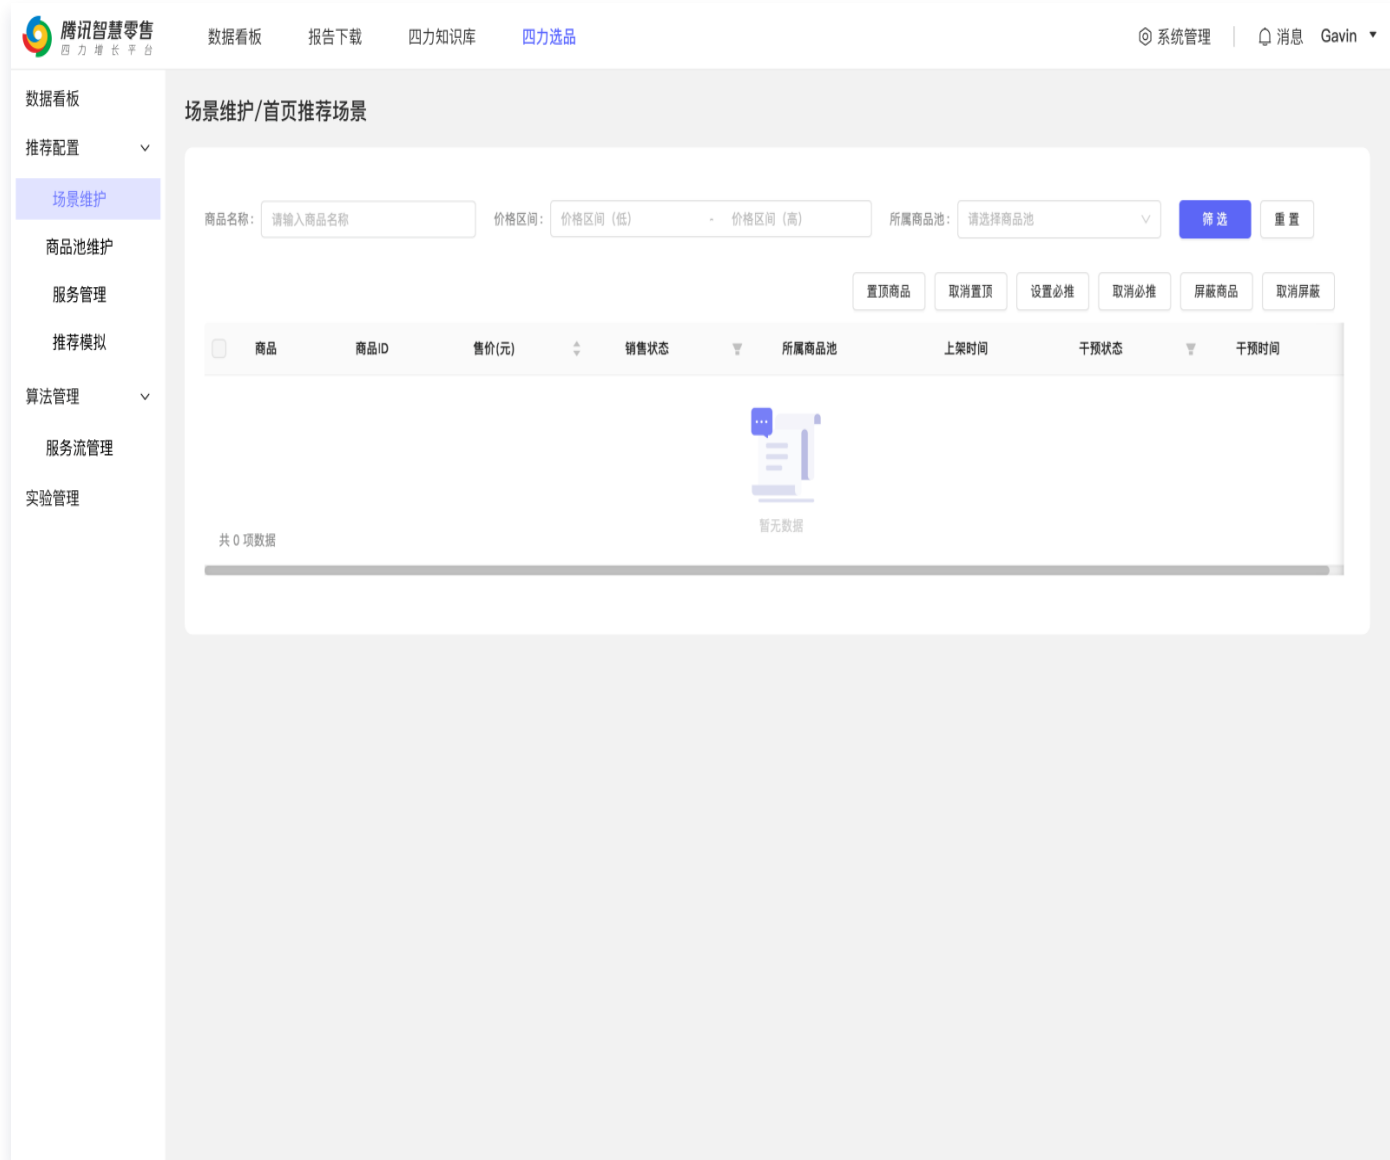 腾讯智慧零售
四力增长平台
数据看板 报告下载 四力知识库 四力选品 系统管理 消息 Gavin
数据看板
推荐配置
场景维护
商品池维护
服务管理
推荐模拟
算法管理
服务流管理
实验管理
场景维护/首页推荐场景
商品名称: 请输入商品名称 价格区间: 价格区间（低） - 价格区间（高） 所属商品池: 请选择商品池 筛选 重置
置顶商品 取消置顶 设置必推 取消必推 屏蔽商品 取消屏蔽
商品 商品ID 售价(元) 销售状态 所属商品池 上架时间 干预状态 干预时间
暂无数据
共 0 项数据